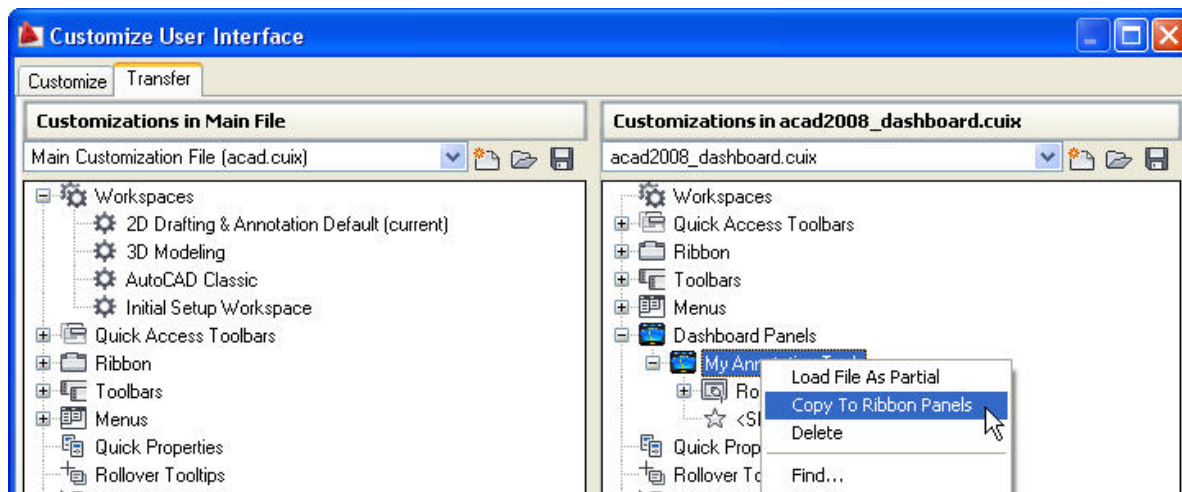 Customize User Interface
Customize Transfer
Customizations in Main File
Main Customization File (acad.cuix)
Workspaces
2D Drafting & Annotation Default (current)
3D Modeling
AutoCAD Classic
Initial Setup Workspace
Quick Access Toolbars
Ribbon
Toolbars
Menus
Quick Properties
Rollover Tooltips
Customizations in acad2008_dashboard.cuix
acad2008_dashboard.cuix
Workspaces
Quick Access Toolbars
Ribbon
Toolbars
Menus
Dashboard Panels
My
Load File As Partial
Copy To Ribbon Panels
Delete
Find...
Quick
Rollover